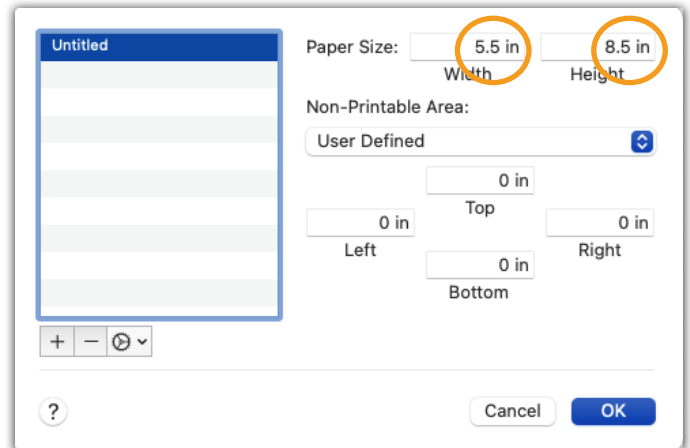 Untitled
Paper Size: 5.5 in 8.5 in
Width Height
Non-Printable Area:
User Defined
0 in
Top
0 in 0 in
Left Right
0 in
Bottom
+ −
?
Cancel OK